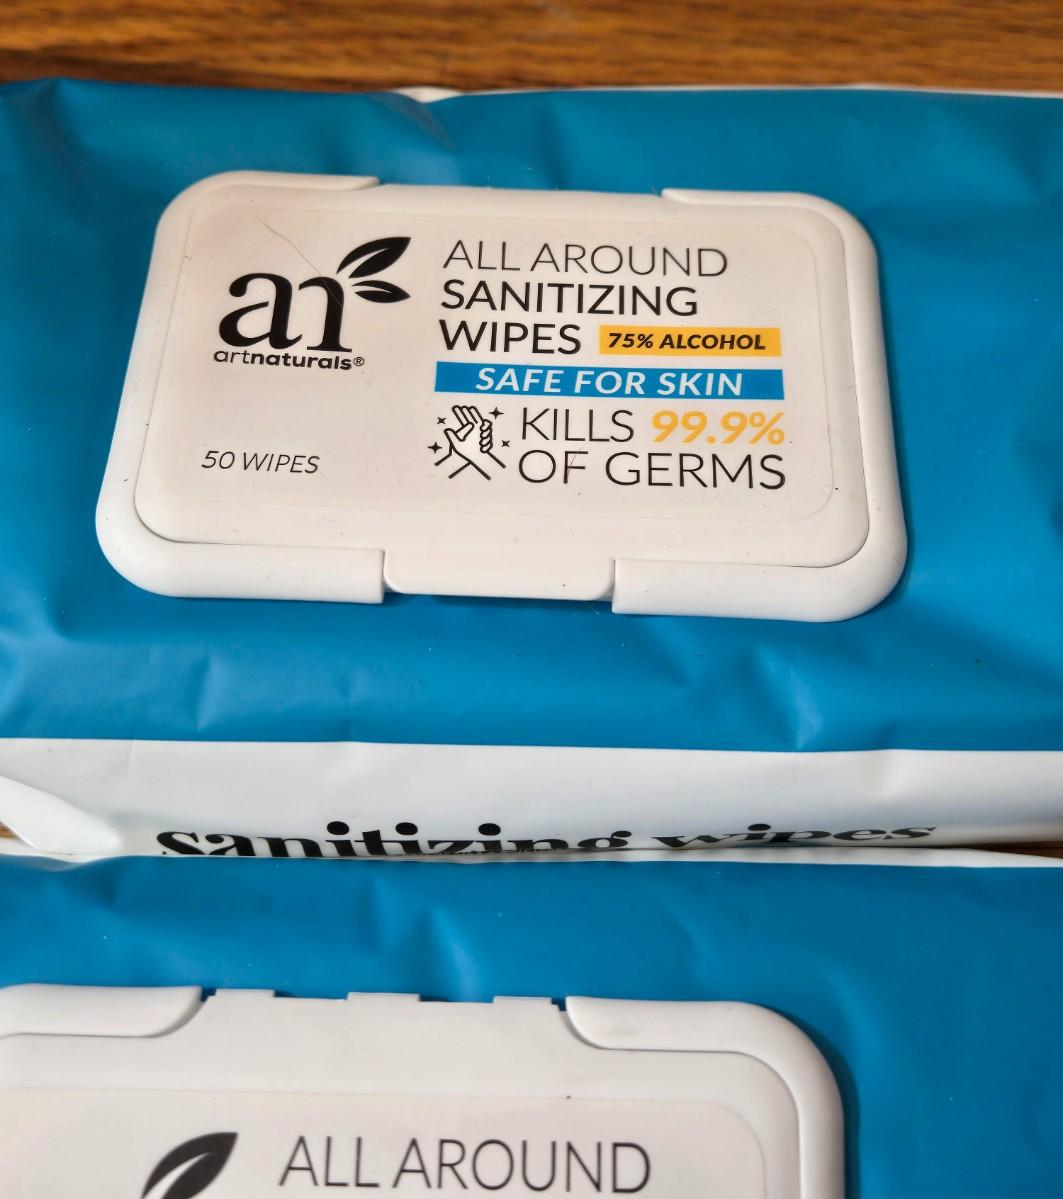 ar
artnaturals®
50 WIPES
ALL AROUND
SANITIZING
WIPES 75% ALCOHOL
SAFE FOR SKIN
KILLS 99.9%
OF GERMS
sanitizing wipes
ALL AROUND